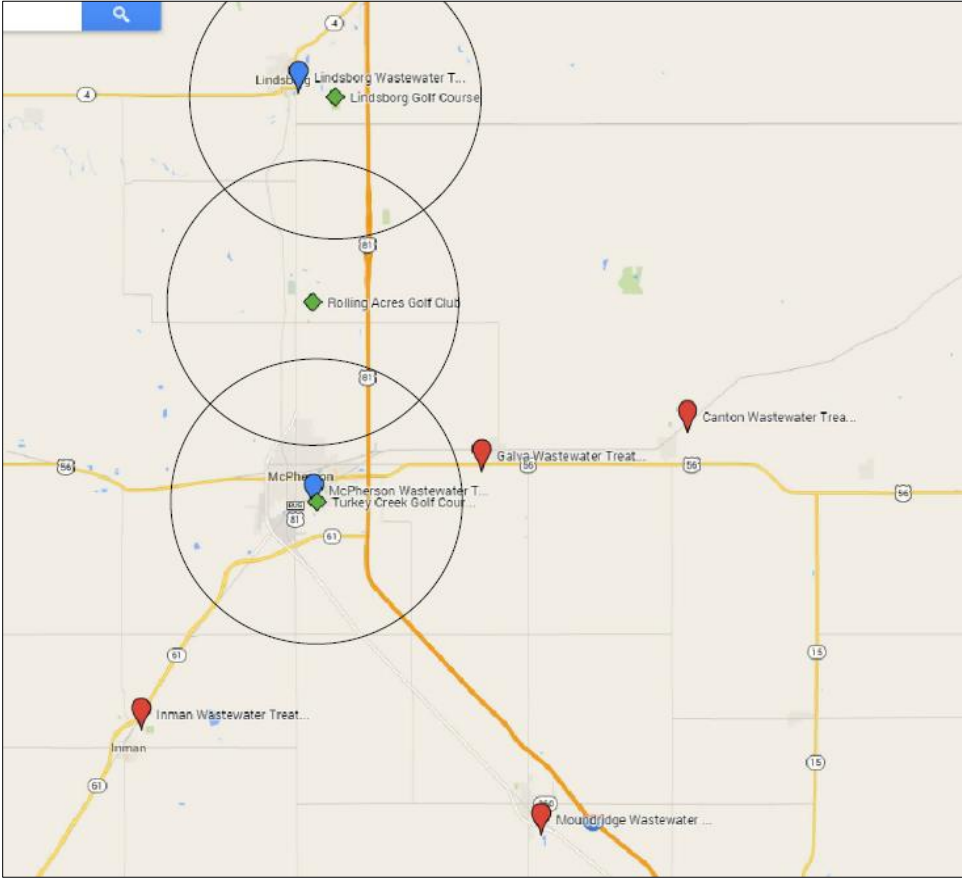 4
Lindsborg Lindsborg Wastewater T...
4
Lindsborg Golf Course
81
Rolling Acres Golf Club
81
Canton Wastewater Trea...
Galva Wastewater Treat...
56
56
56
56
McPherson
McPherson Wastewater T...
Turkey Creek Golf Cour...
BUS
81
61
61
15
Inman Wastewater Treat...
Inman
15
61
Moundridge Wastewater ...